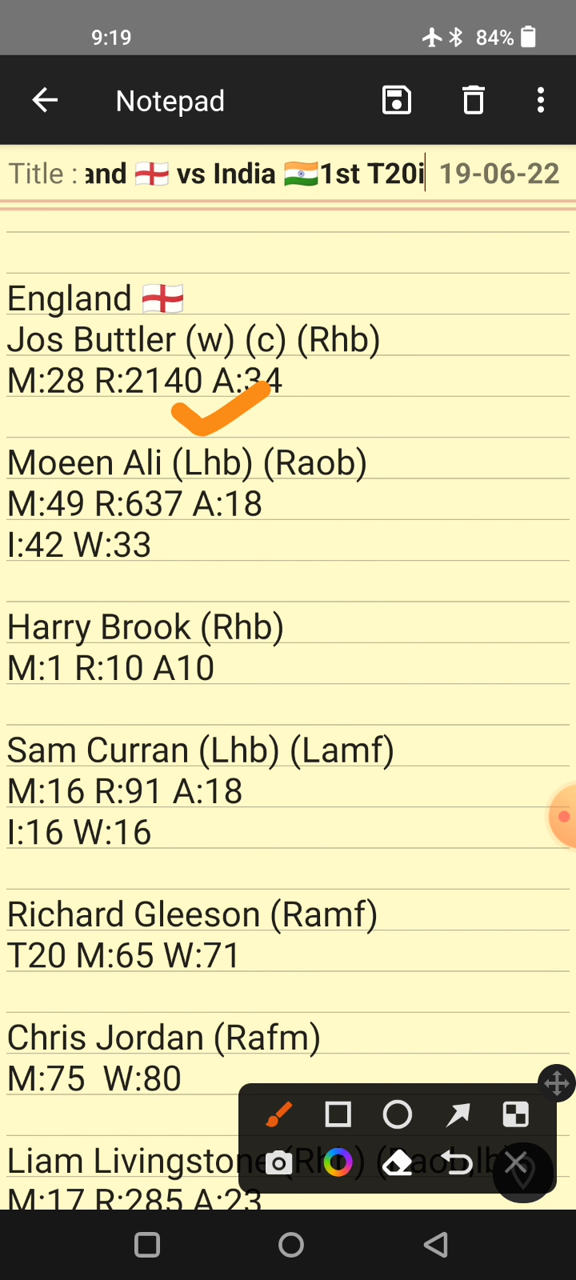 9:19 84%
Notepad
Title : and 🏴󠁧󠁢󠁥󠁮󠁧󠁿 vs India 🇮🇳1st T20i 19-06-22
England 🏴󠁧󠁢󠁥󠁮󠁧󠁿
Jos Buttler (w) (c) (Rhb)
M:28 R:2140 A:34
Moeen Ali (Lhb) (Raob)
M:49 R:637 A:18
I:42 W:33
Harry Brook (Rhb)
M:1 R:10 A10
Sam Curran (Lhb) (Lamf)
M:16 R:91 A:18
I:16 W:16
Richard Gleeson (Ramf)
T20 M:65 W:71
Chris Jordan (Rafm)
M:75 W:80
Liam Livingstone (Rhb)
M:17 R:285 A:23